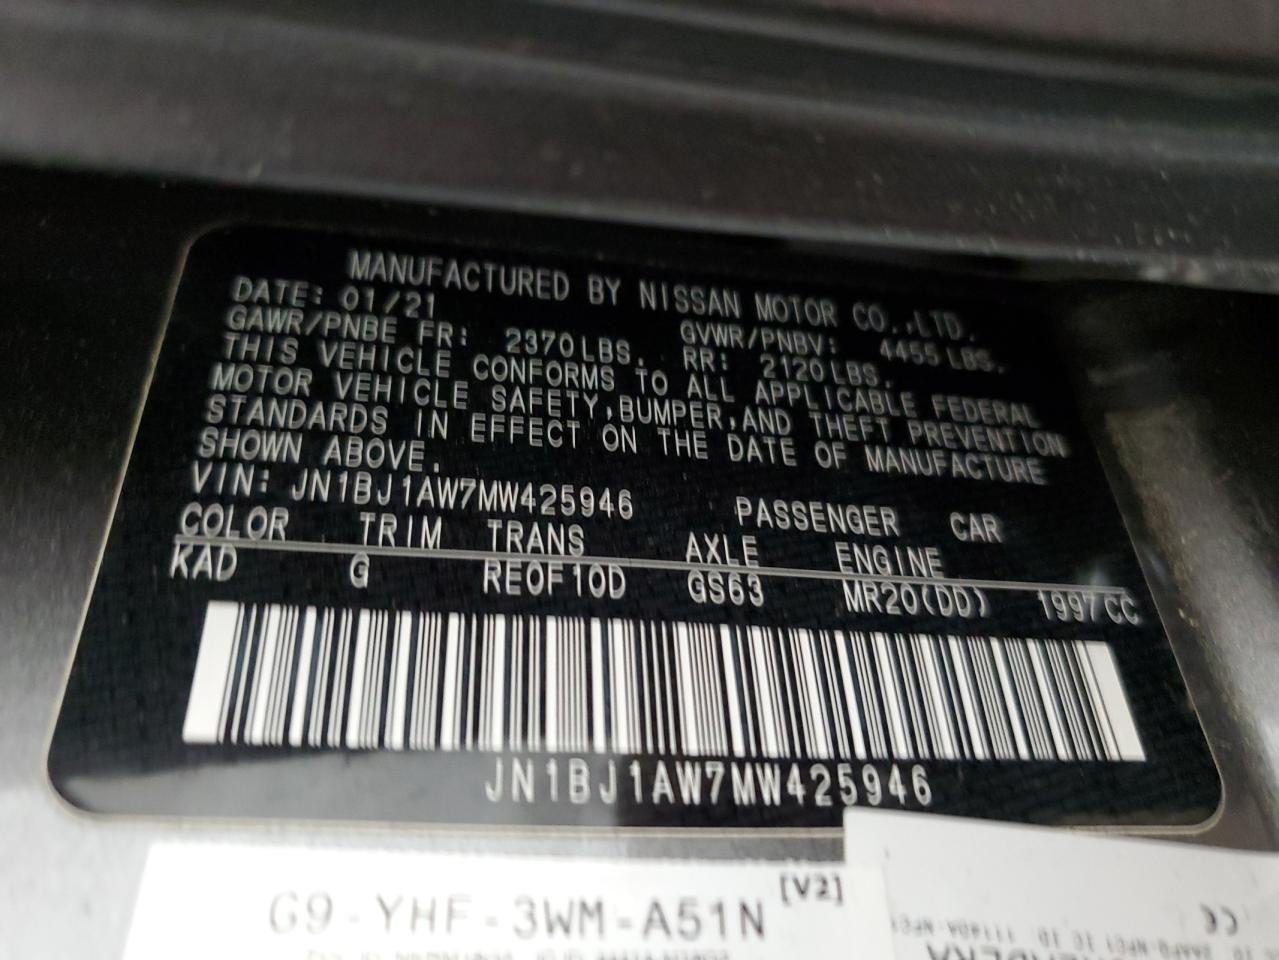 MANUFACTURED BY NISSAN MOTOR CO.,LTD.
DATE: 01/21 GVWR/PNBV: 4455 LBS.
GAWR/PNBE FR: 2370LBS. RR: 2120LBS.
THIS VEHICLE CONFORMS TO ALL APPLICABLE FEDERAL
MOTOR VEHICLE SAFETY,BUMPER,AND THEFT PREVENTION
STANDARDS IN EFFECT ON THE DATE OF MANUFACTURE
SHOWN ABOVE.
VIN: JN1BJ1AW7MW425946 PASSENGER CAR
COLOR TRIM TRANS AXLE ENGINE
KAD G RE0F10D GS63 MR20(DD) 1997CC
JN1BJ1AW7MW425946
G9-YHF-3WM-A51N [V2]
CE